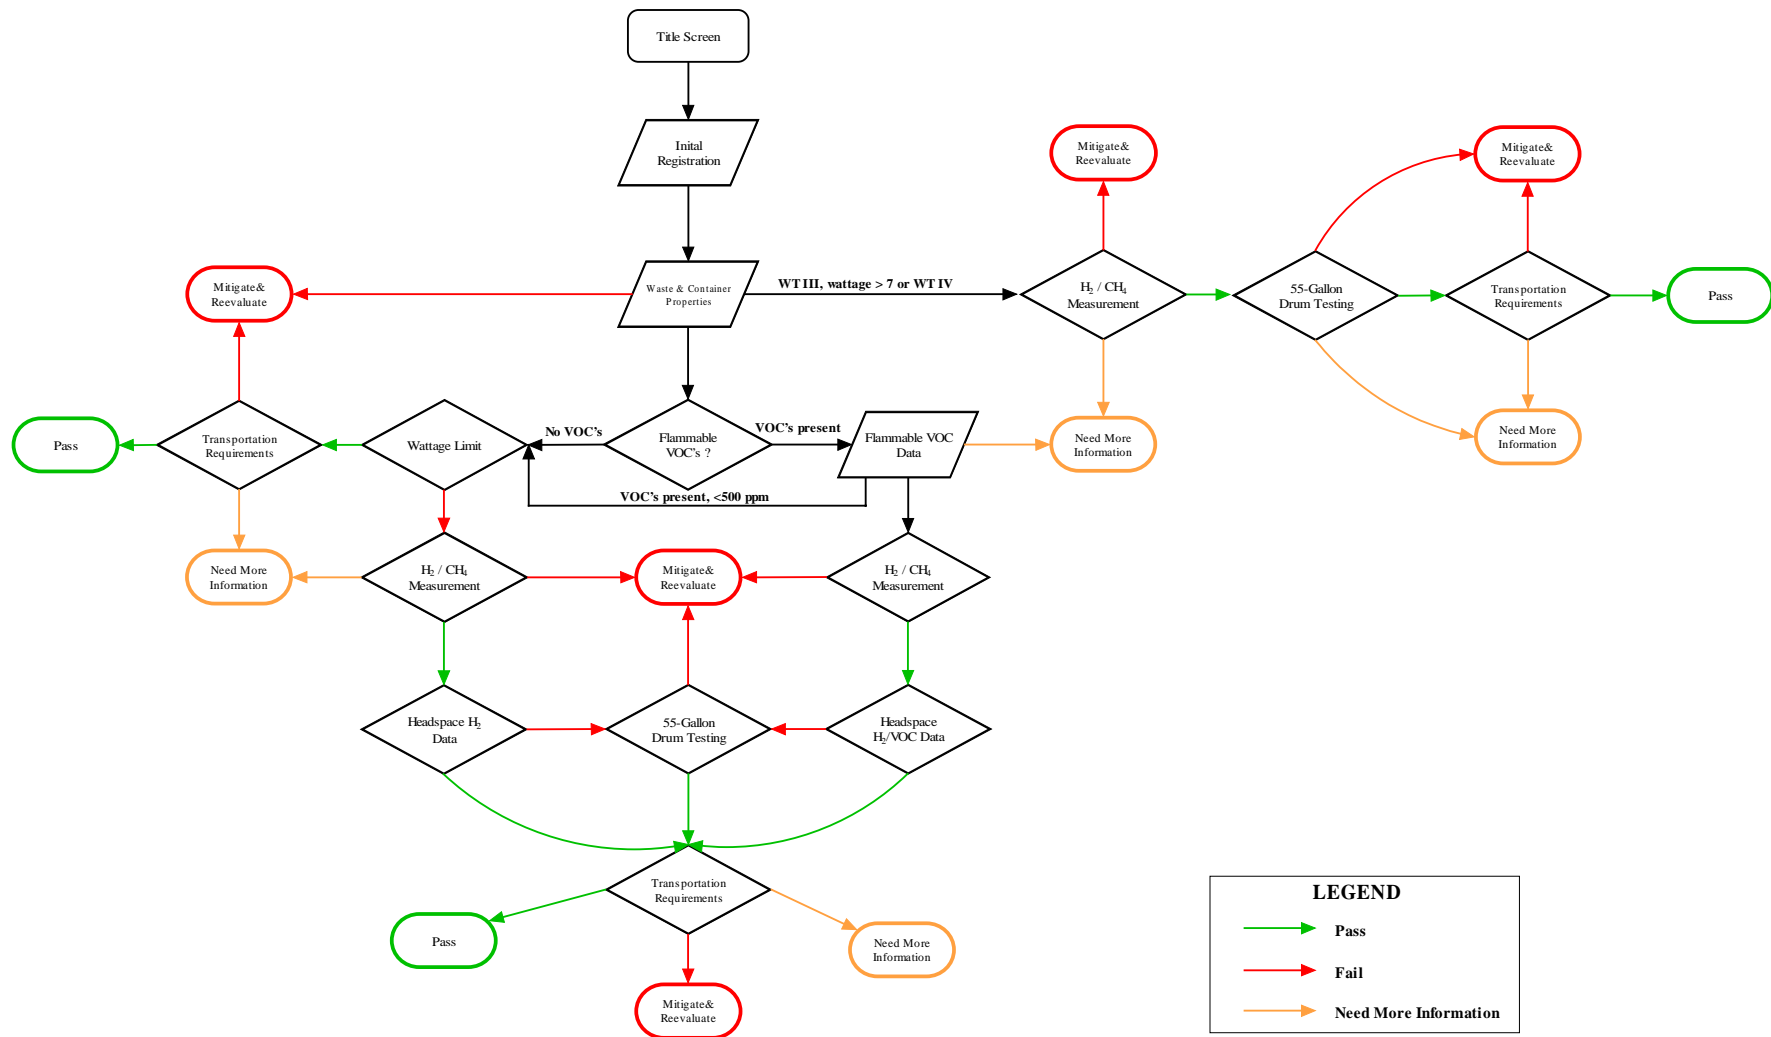 Title Screen
Inital
Registration
Mitigate&
Reevaluate
Mitigate&
Reevaluate
Mitigate&
Reevaluate
Waste & Container
Properties
WT III, wattage > 7 or WT IV
H2 / CH4
Measurement
55-Gallon
Drum Testing
Transportation
Requirements
Pass
Pass
Transportation
Requirements
Wattage Limit
No VOC's
Flammable
VOC's ?
VOC's present
Flammable VOC
Data
Need More
Information
Need More
Information
VOC's present, <500 ppm
Need More
Information
H2 / CH4
Measurement
Mitigate&
Reevaluate
H2 / CH4
Measurement
Headspace H2
Data
55-Gallon
Drum Testing
Headspace
H2/VOC Data
Transportation
Requirements
Pass
Need More
Information
Mitigate&
Reevaluate
LEGEND
Pass
Fail
Need More Information